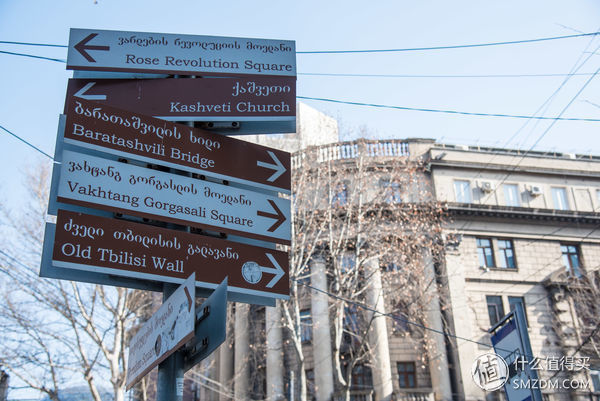 ვარდების რევოლუციის მოედანი
Rose Revolution Square
ქაშვეთი
Kashveti Church
ბარათაშვილის ხიდი
Baratashvili Bridge
ვახტანგ გორგასლის მოედანი
Vakhtang Gorgasali Square
ძველი თბილისის გალავანი
Old Tbilisi Wall
值 什么值得买
SMZDM.COM